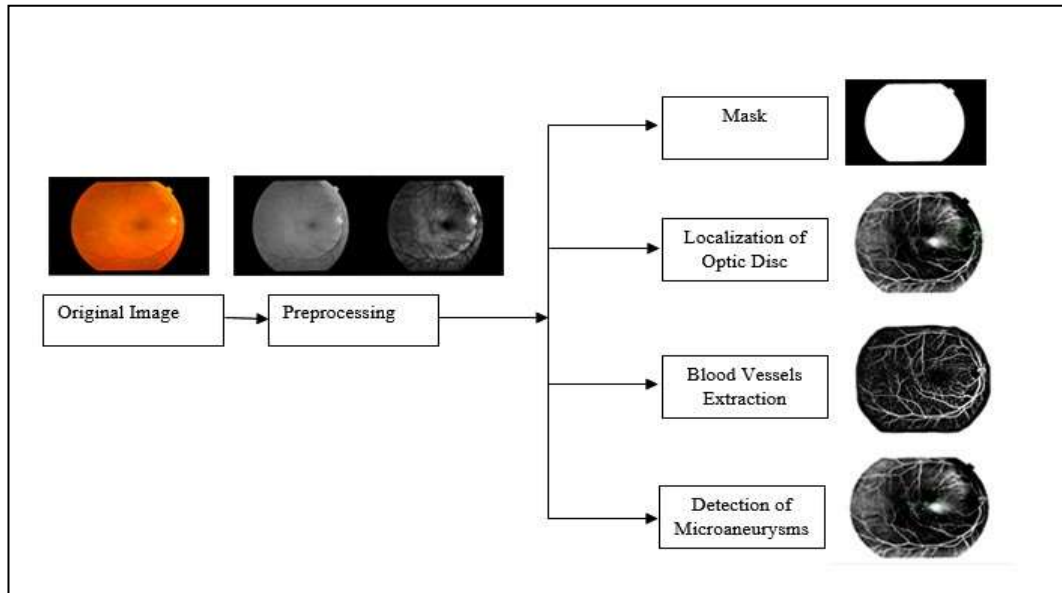 Mask
Localization of
Optic Disc
Original Image
Preprocessing
Blood Vessels
Extraction
Detection of
Microaneurysms